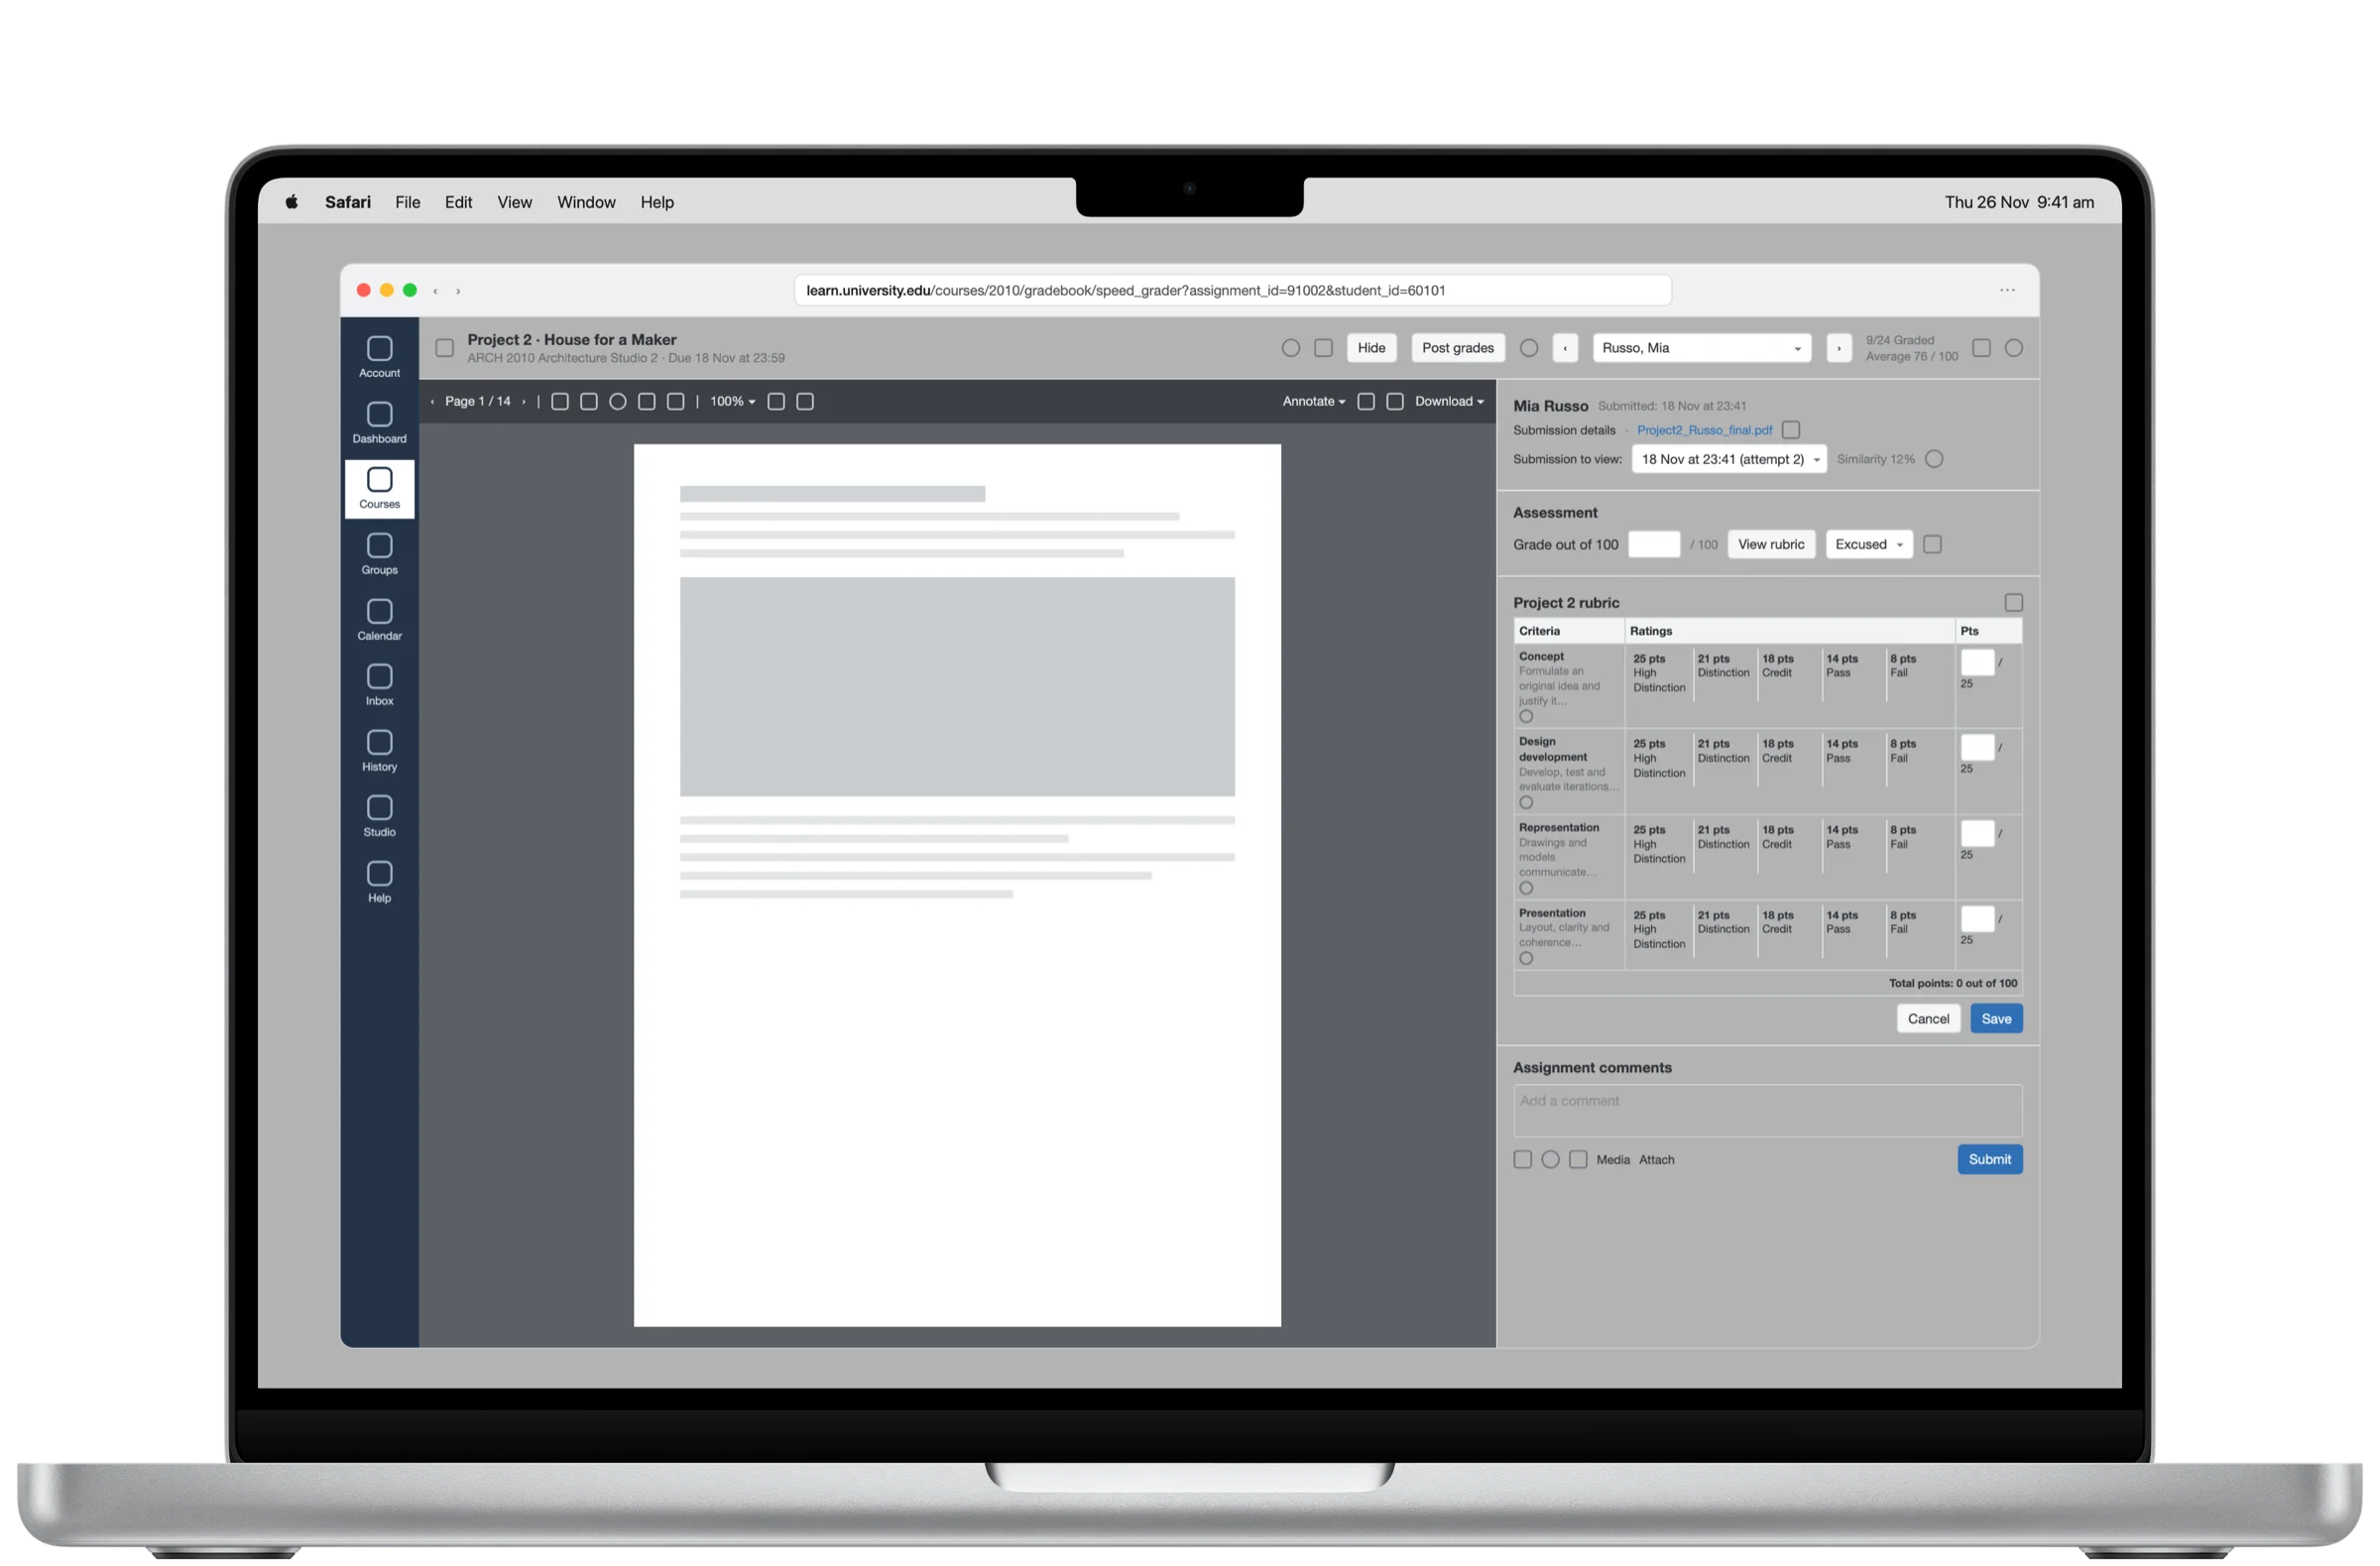 Safari File Edit View Window Help
Thu 26 Nov 9:41 am
learn.university.edu/courses/2010/gradebook/speed_grader?assignment_id=91002&student_id=60101
Account
Dashboard
Courses
Groups
Calendar
Inbox
History
Studio
Help
Project 2 · House for a Maker
ARCH 2010 Architecture Studio 2 · Due 18 Nov at 23:59
Hide
Post grades
Russo, Mia
9/24 Graded
Average 76 / 100
Page 1 / 14
100%
Annotate
Download
Mia Russo Submitted: 18 Nov at 23:41
Submission details · Project2_Russo_final.pdf
Submission to view: 18 Nov at 23:41 (attempt 2) Similarity 12%
Assessment
Grade out of 100 / 100 View rubric Excused
Project 2 rubric
Criteria Ratings Pts
Concept
Formulate an
original idea and
justify it...
25 pts
High
Distinction
21 pts
Distinction
18 pts
Credit
14 pts
Pass
8 pts
Fail
/
25
Design
development
Develop, test and
evaluate iterations...
25 pts
High
Distinction
21 pts
Distinction
18 pts
Credit
14 pts
Pass
8 pts
Fail
/
25
Representation
Drawings and
models
communicate...
25 pts
High
Distinction
21 pts
Distinction
18 pts
Credit
14 pts
Pass
8 pts
Fail
/
25
Presentation
Layout, clarity and
coherence...
25 pts
High
Distinction
21 pts
Distinction
18 pts
Credit
14 pts
Pass
8 pts
Fail
/
25
Total points: 0 out of 100
Cancel
Save
Assignment comments
Add a comment
Media Attach
Submit